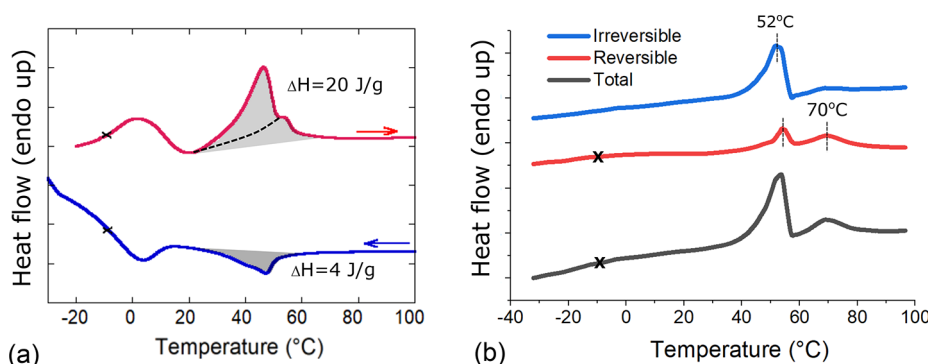 Heat flow (endo up)
ΔH=20 J/g
ΔH=4 J/g
-20 0 20 40 60 80 100
Temperature (°C)
(a)
Heat flow (endo up)
Irreversible
Reversible
Total
52°C
70°C
x
x
-40 -20 0 20 40 60 80 100
Temperature (°C)
(b)